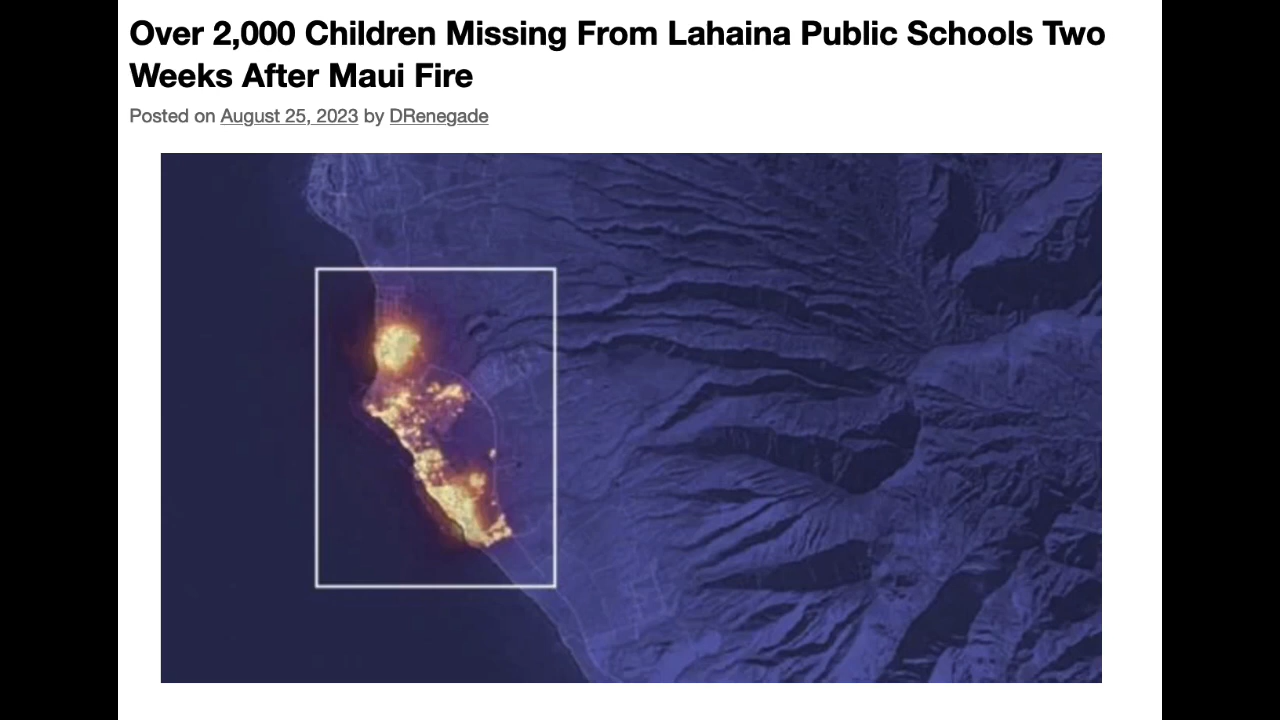 Over 2,000 Children Missing From Lahaina Public Schools Two
Weeks After Maui Fire
Posted on August 25, 2023 by DRenegade